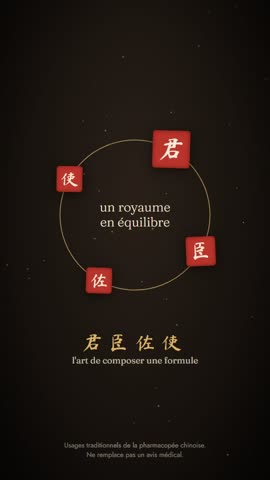 君
使
un royaume
en équilibre
臣
佐
君臣佐使
l'art de composer une formule
Usages traditionnels de la pharmacopée chinoise.
Ne remplace pas un avis médical.